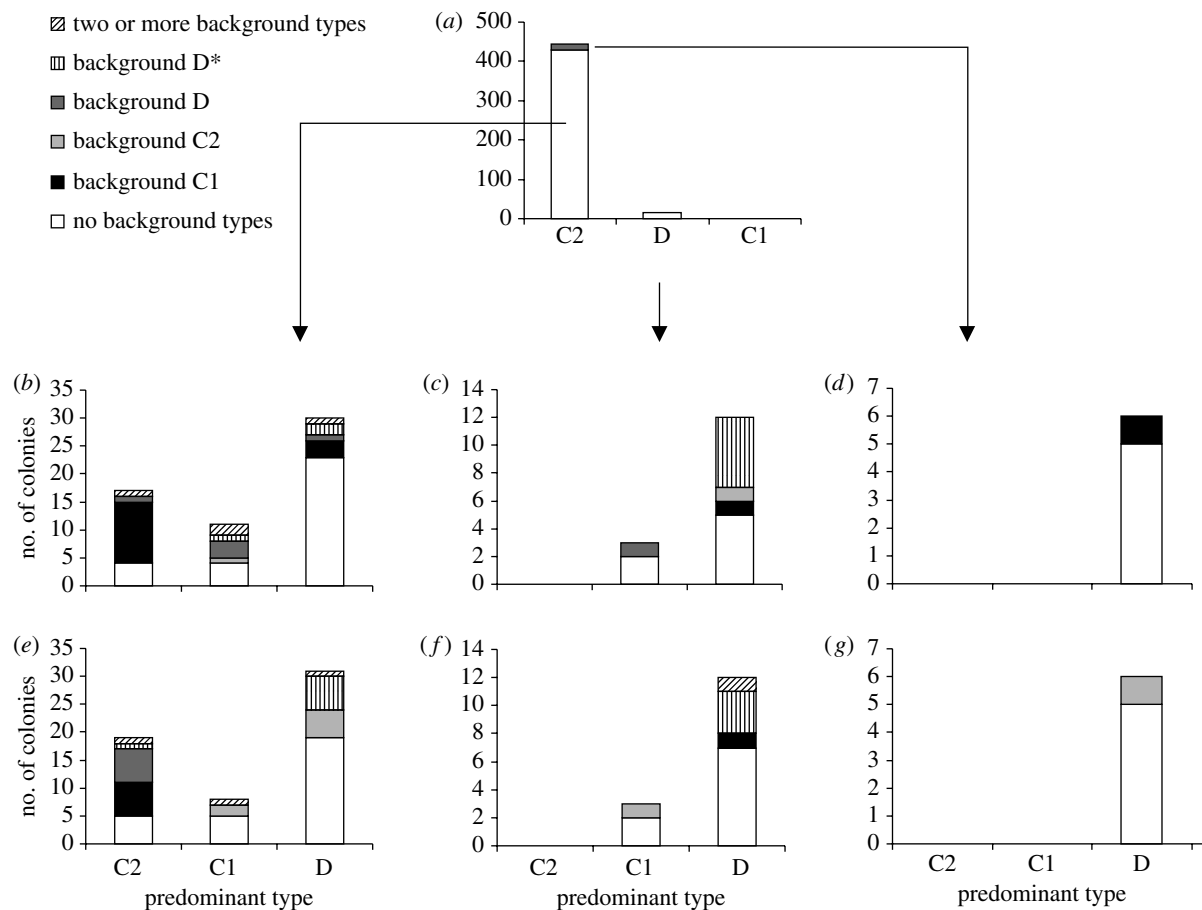 two or more background types
background D*
background D
background C2
background C1
no background types
(a)
500
400
300
200
100
0
C2 D C1
(b)
no. of colonies
35
30
25
20
15
10
5
0
(c)
14
12
10
8
6
4
2
0
(d)
7
6
5
4
3
2
1
0
(e)
no. of colonies
35
30
25
20
15
10
5
0
C2 C1 D
predominant type
(f)
14
12
10
8
6
4
2
0
C2 C1 D
predominant type
(g)
7
6
5
4
3
2
1
0
C2 C1 D
predominant type